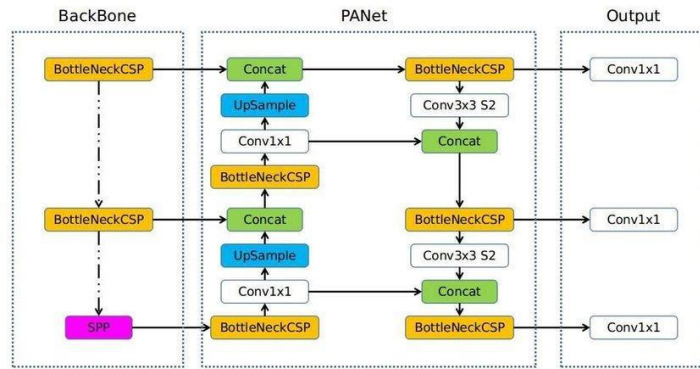 BackBone
PANet
Output
BottleNeckCSP
Concat
BottleNeckCSP
Conv1x1
UpSample
Conv3x3 S2
Conv1x1
Concat
BottleNeckCSP
BottleNeckCSP
Concat
BottleNeckCSP
Conv1x1
UpSample
Conv3x3 S2
Conv1x1
Concat
SPP
BottleNeckCSP
BottleNeckCSP
Conv1x1